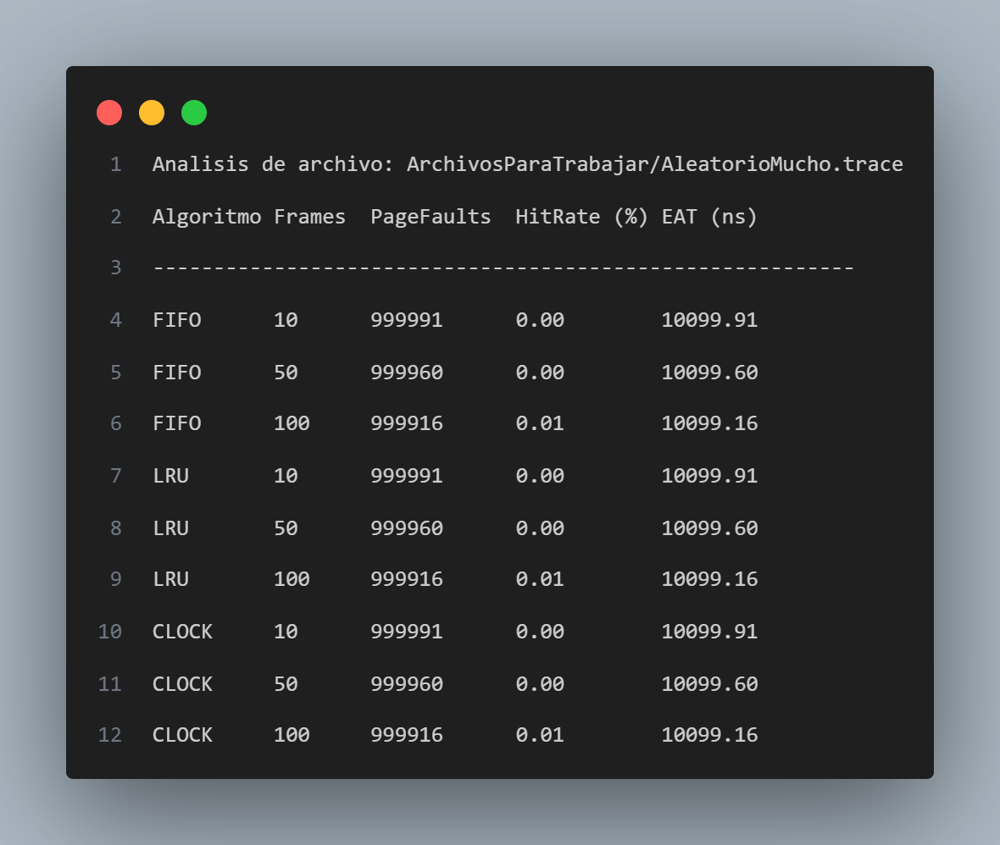 1 Analisis de archivo: ArchivosParaTrabajar/AleatorioMucho.trace
2 Algoritmo Frames PageFaults HitRate (%) EAT (ns)
3 ----------------------------------------------------------
4 FIFO 10 999991 0.00 10099.91
5 FIFO 50 999960 0.00 10099.60
6 FIFO 100 999916 0.01 10099.16
7 LRU 10 999991 0.00 10099.91
8 LRU 50 999960 0.00 10099.60
9 LRU 100 999916 0.01 10099.16
10 CLOCK 10 999991 0.00 10099.91
11 CLOCK 50 999960 0.00 10099.60
12 CLOCK 100 999916 0.01 10099.16